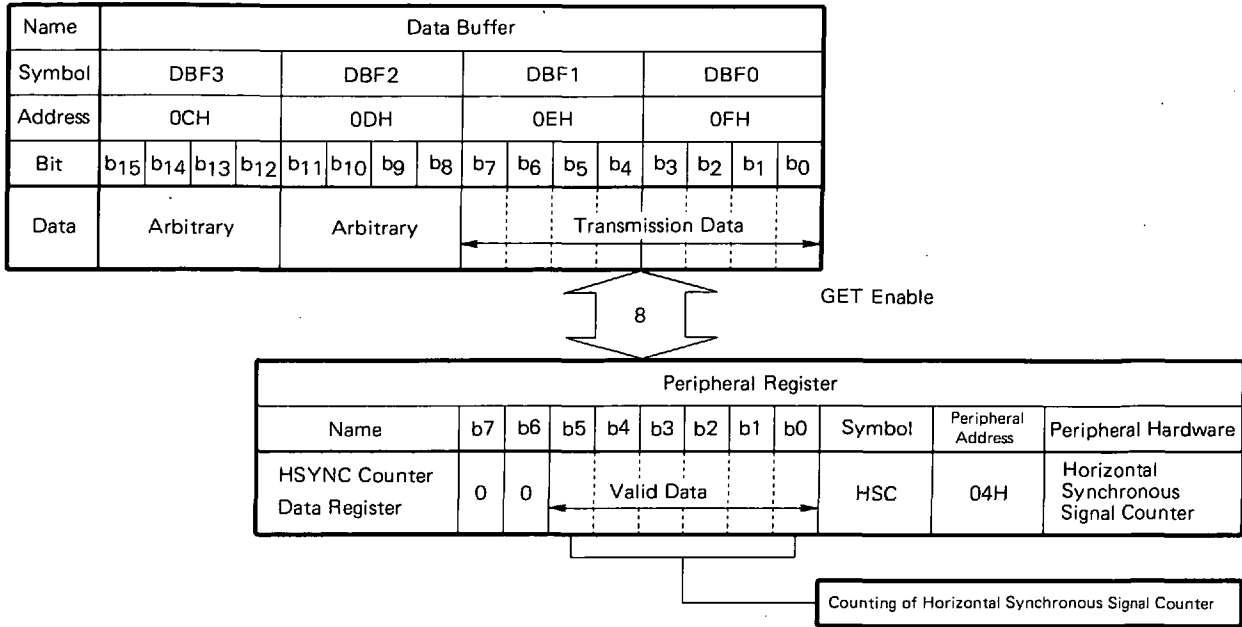 Name Data Buffer
Symbol DBF3 DBF2 DBF1 DBF0
Address 0CH 0DH 0EH 0FH
Bit b15 b14 b13 b12 b11 b10 b9 b8 b7 b6 b5 b4 b3 b2 b1 b0
Data Arbitrary Arbitrary Transmission Data
8 GET Enable
Peripheral Register
Name b7 b6 b5 b4 b3 b2 b1 b0 Symbol Peripheral Address Peripheral Hardware
HSYNC Counter
Data Register
0 0 Valid Data HSC 04H
Horizontal
Synchronous
Signal Counter
Counting of Horizontal Synchronous Signal Counter